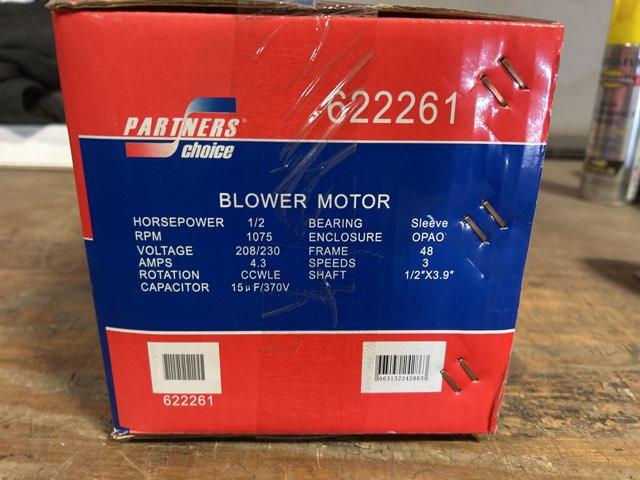 622261
PARTNERS®
choice
BLOWER MOTOR
HORSEPOWER 1/2 BEARING Sleeve
RPM 1075 ENCLOSURE OPAO
VOLTAGE 208/230 FRAME 48
AMPS 4.3 SPEEDS 3
ROTATION CCWLE SHAFT 1/2"X3.9"
CAPACITOR 15μF/370V
663132242863
622261